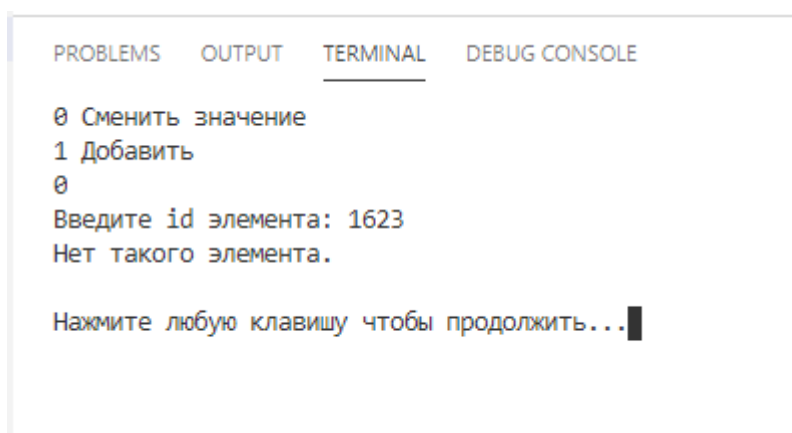 PROBLEMS OUTPUT TERMINAL DEBUG CONSOLE
0 Сменить значение
1 Добавить
0
Введите id элемента: 1623
Нет такого элемента.
Нажмите любую клавишу чтобы продолжить...